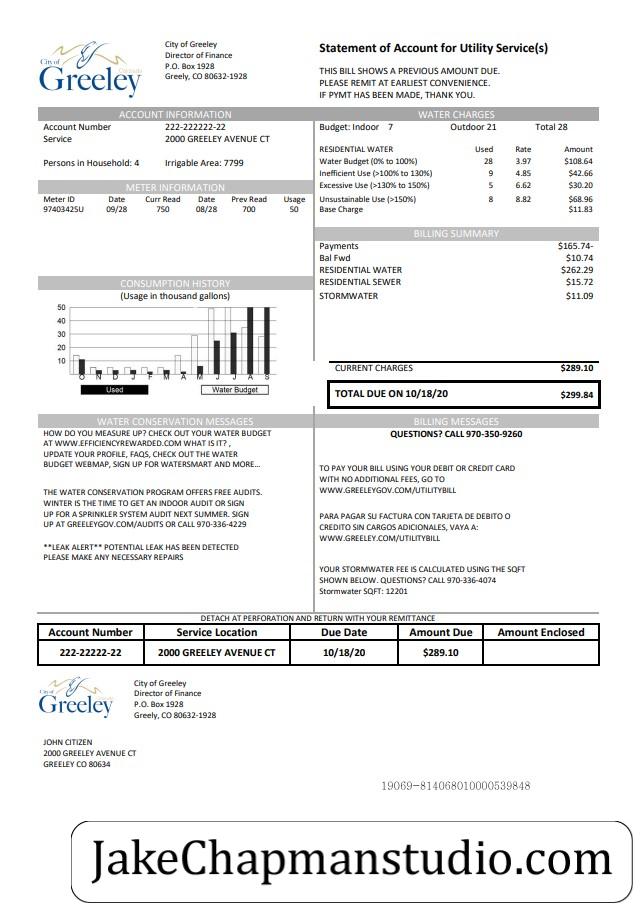 City of
Greeley
City of Greeley
Director of Finance
P.O. Box 1928
Greely, CO 80632-1928
Statement of Account for Utility Service(s)
THIS BILL SHOWS A PREVIOUS AMOUNT DUE.
PLEASE REMIT AT EARLIEST CONVENIENCE.
IF PYMT HAS BEEN MADE, THANK YOU.
ACCOUNT INFORMATION
Account Number 222-222222-22
Service 2000 GREELEY AVENUE CT
Persons in Household: 4 Irrigable Area: 7799
METER INFORMATION
Meter ID Date Curr Read Date Prev Read Usage
97403425U 09/28 750 08/28 700 50
CONSUMPTION HISTORY
(Usage in thousand gallons)
50
40
30
20
10
O N D J F M A M J J A S
Used Water Budget
WATER CHARGES
Budget: Indoor 7 Outdoor 21 Total 28
RESIDENTIAL WATER Used Rate Amount
Water Budget (0% to 100%) 28 3.97 $108.64
Inefficient Use (>100% to 130%) 9 4.85 $42.66
Excessive Use (>130% to 150%) 5 6.62 $30.20
Unsustainable Use (>150%) 8 8.82 $68.96
Base Charge $11.83
BILLING SUMMARY
Payments $165.74-
Bal Fwd $10.74
RESIDENTIAL WATER $262.29
RESIDENTIAL SEWER $15.72
STORMWATER $11.09
CURRENT CHARGES $289.10
TOTAL DUE ON 10/18/20 $299.84
WATER CONSERVATION MESSAGES
HOW DO YOU MEASURE UP? CHECK OUT YOUR WATER BUDGET
AT WWW.EFFICIENCYREWARDED.COM WHAT IS IT? ,
UPDATE YOUR PROFILE, FAQS, CHECK OUT THE WATER
BUDGET WEBMAP, SIGN UP FOR WATERSMART AND MORE…
THE WATER CONSERVATION PROGRAM OFFERS FREE AUDITS.
WINTER IS THE TIME TO GET AN INDOOR AUDIT OR SIGN
UP FOR A SPRINKLER SYSTEM AUDIT NEXT SUMMER. SIGN
UP AT GREELEYGOV.COM/AUDITS OR CALL 970-336-4229
**LEAK ALERT** POTENTIAL LEAK HAS BEEN DETECTED
PLEASE MAKE ANY NECESSARY REPAIRS
BILLING MESSAGES
QUESTIONS? CALL 970-350-9260
TO PAY YOUR BILL USING YOUR DEBIT OR CREDIT CARD
WITH NO ADDITIONAL FEES, GO TO
WWW.GREELEYGOV.COM/UTILITYBILL
PARA PAGAR SU FACTURA CON TARJETA DE DEBITO O
CREDITO SIN CARGOS ADICIONALES, VAYA A:
WWW.GREELEY.COM/UTILITYBILL
YOUR STORMWATER FEE IS CALCULATED USING THE SQFT
SHOWN BELOW. QUESTIONS? CALL 970-336-4074
Stormwater SQFT: 12201
DETACH AT PERFORATION AND RETURN WITH YOUR REMITTANCE
Account Number Service Location Due Date Amount Due Amount Enclosed
222-22222-22 2000 GREELEY AVENUE CT 10/18/20 $289.10
City of
Greeley
City of Greeley
Director of Finance
P.O. Box 1928
Greely, CO 80632-1928
JOHN CITIZEN
2000 GREELEY AVENUE CT
GREELEY CO 80634
19069-814068010000539848
JakeChapmanstudio.com